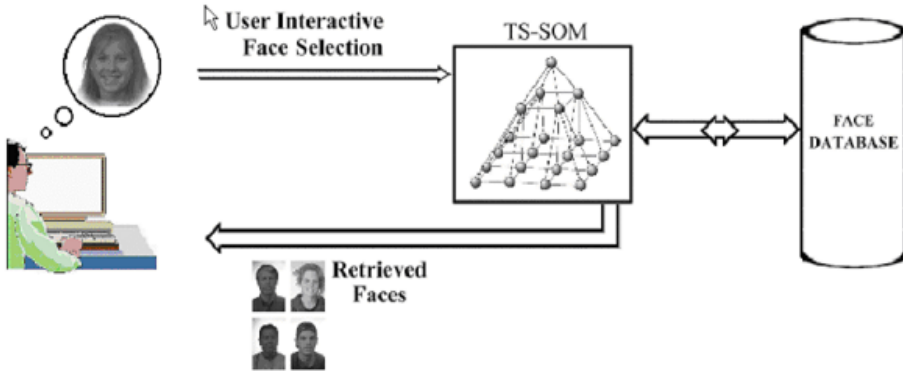 User Interactive
Face Selection
TS-SOM
FACE
DATABASE
Retrieved
Faces